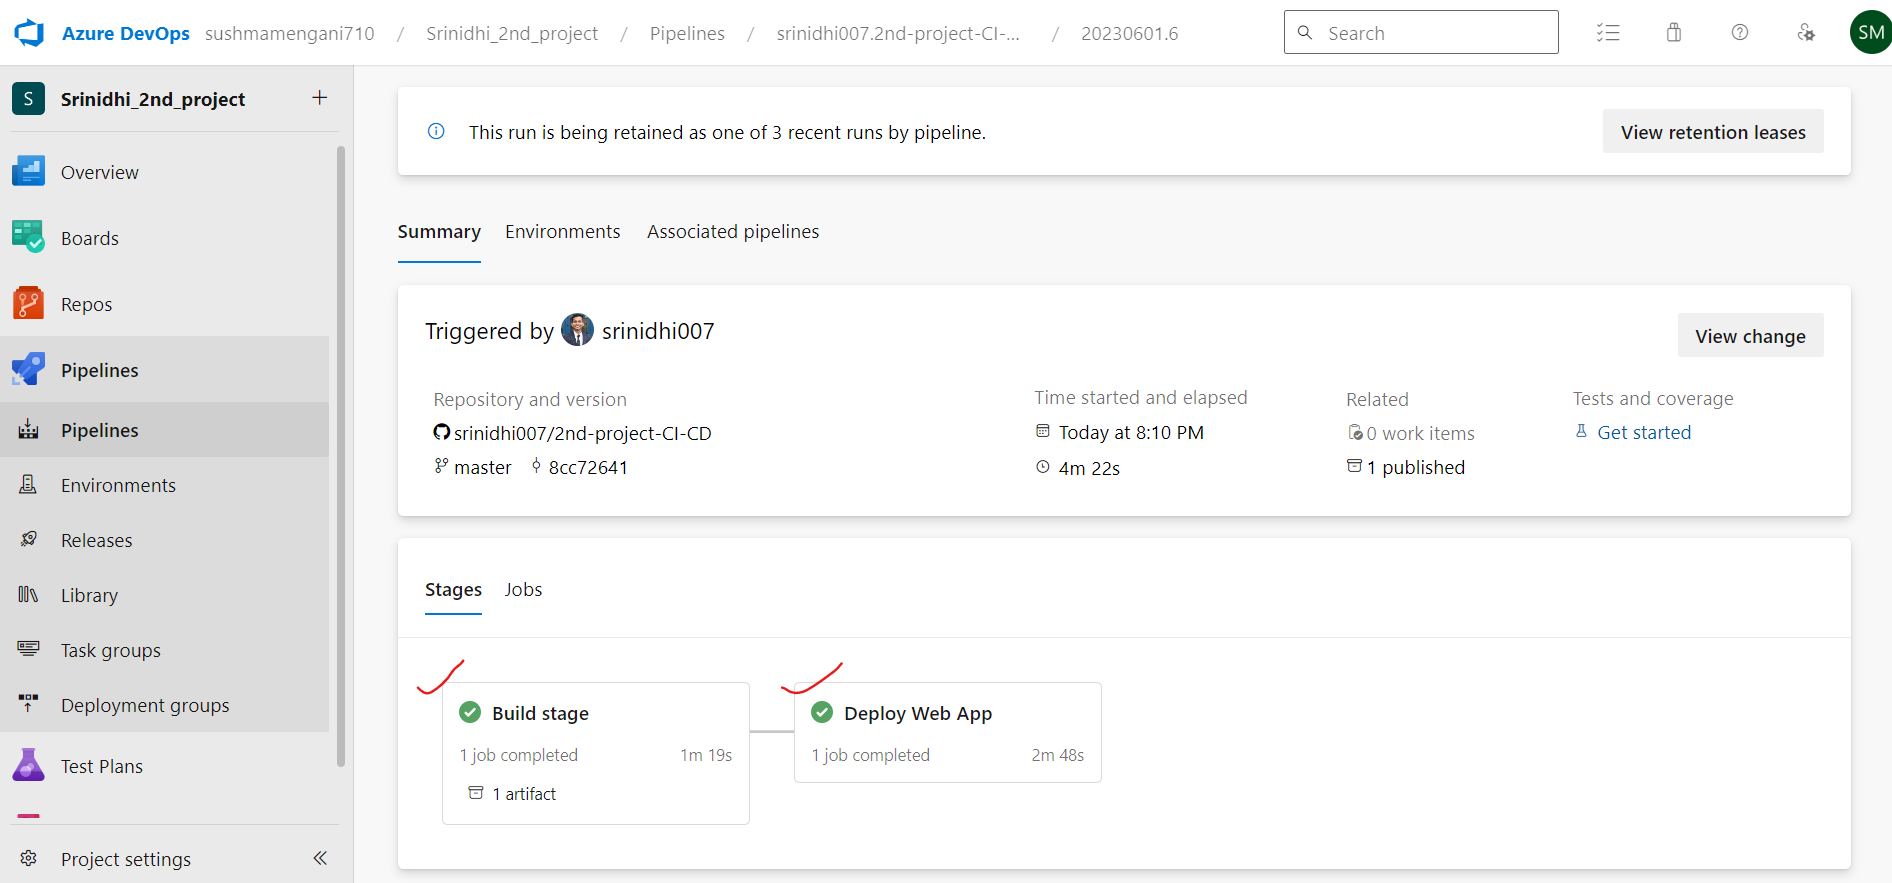 Azure DevOps sushmamengani710 / Srinidhi_2nd_project / Pipelines / srinidhi007.2nd-project-CI-CD-... / 20230601.6
Search
SM
S Srinidhi_2nd_project +
Overview
Boards
Repos
Pipelines
Pipelines
Environments
Releases
Library
Task groups
Deployment groups
Test Plans
Project settings
This run is being retained as one of 3 recent runs by pipeline.
View retention leases
Summary Environments Associated pipelines
Triggered by srinidhi007
View change
Repository and version
srinidhi007/2nd-project-CI-CD
master 8cc72641
Time started and elapsed
Today at 8:10 PM
4m 22s
Related
0 work items
1 published
Tests and coverage
Get started
Stages Jobs
Build stage
1 job completed 1m 19s
1 artifact
Deploy Web App
1 job completed 2m 48s